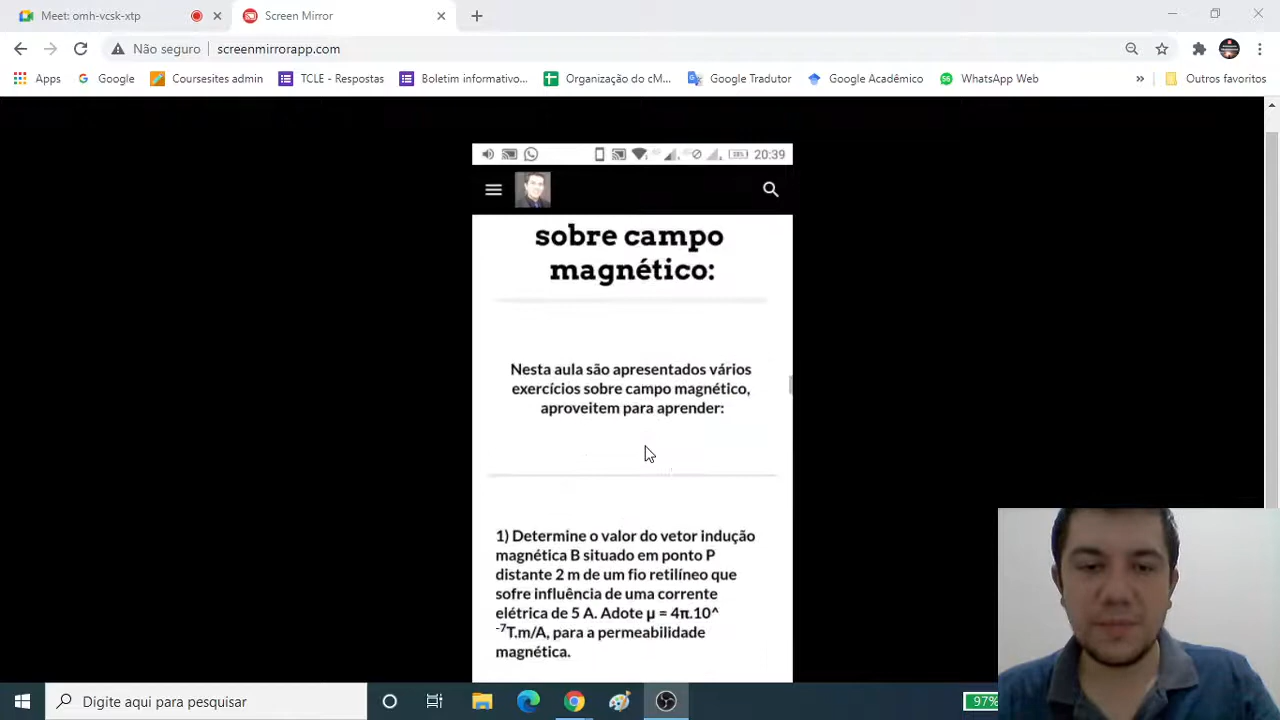 Meet: omh-vcsk-xtp
Screen Mirror
Não seguro
screenmirrorapp.com
Apps
Google
Coursesites admin
TCLE - Respostas
Boletim informativo...
Organização do cM...
Google Tradutor
Google Acadêmico
WhatsApp Web
»
Outros favoritos
20:39
sobre campo
magnético:
Nesta aula são apresentados vários
exercícios sobre campo magnético,
aproveitem para aprender:
1) Determine o valor do vetor indução
magnética B situado em ponto P
distante 2 m de um fio retilíneo que
sofre influência de uma corrente
elétrica de 5 A. Adote µ = 4π.10^
-7T.m/A, para a permeabilidade
magnética.
Digite aqui para pesquisar
97%